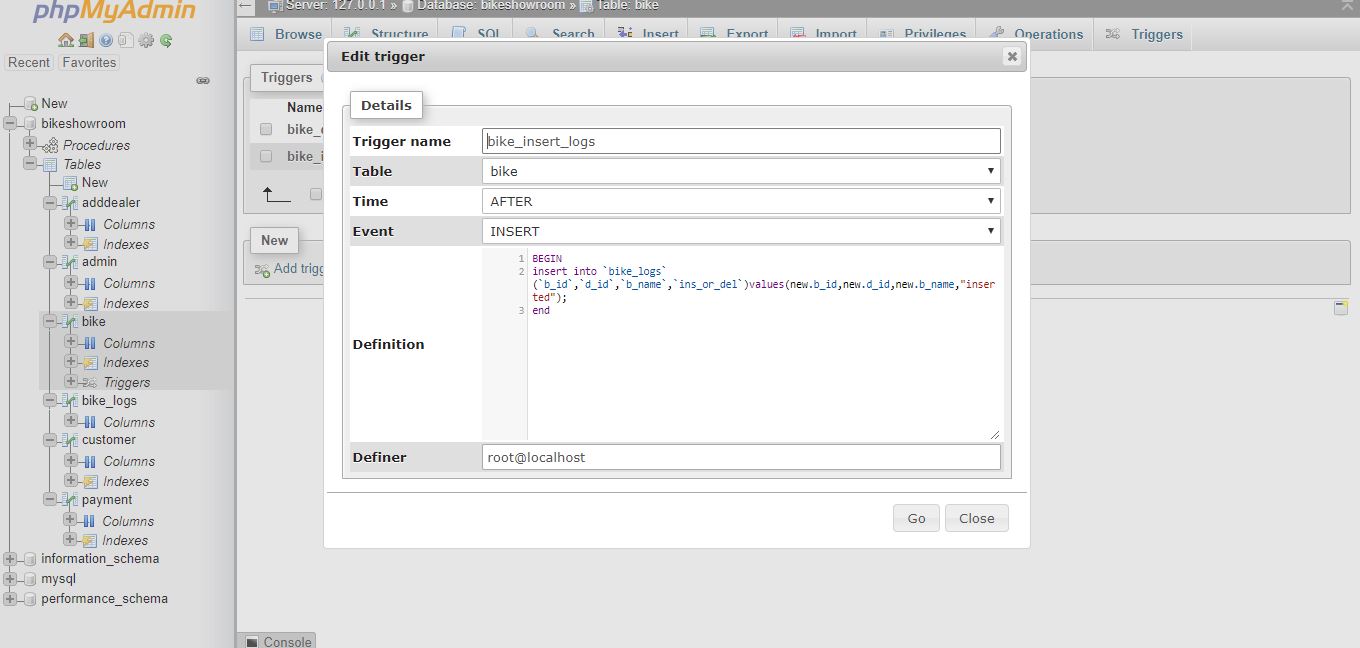 phpMyAdmin
Recent Favorites
New
bikeshowroom
Procedures
Tables
New
adddealer
Columns
Indexes
admin
Columns
Indexes
bike
Columns
Indexes
Triggers
bike_logs
Columns
customer
Columns
Indexes
payment
Columns
Indexes
information_schema
mysql
performance_schema
Server: 127.0.0.1 » Database: bikeshowroom » Table: bike
Browse Structure SQL Search Insert Export Import Privileges Operations Triggers
Triggers
Name
bike_
bike_i
New
Add trigg
Edit trigger
Details
Trigger name bike_insert_logs
Table bike
Time AFTER
Event INSERT
Definition
1 BEGIN
2 insert into `bike_logs`
(`b_id`,`d_id`,`b_name`,`ins_or_del`)values(new.b_id,new.d_id,new.b_name,"inser
ted");
3 end
Definer root@localhost
Go Close
Console